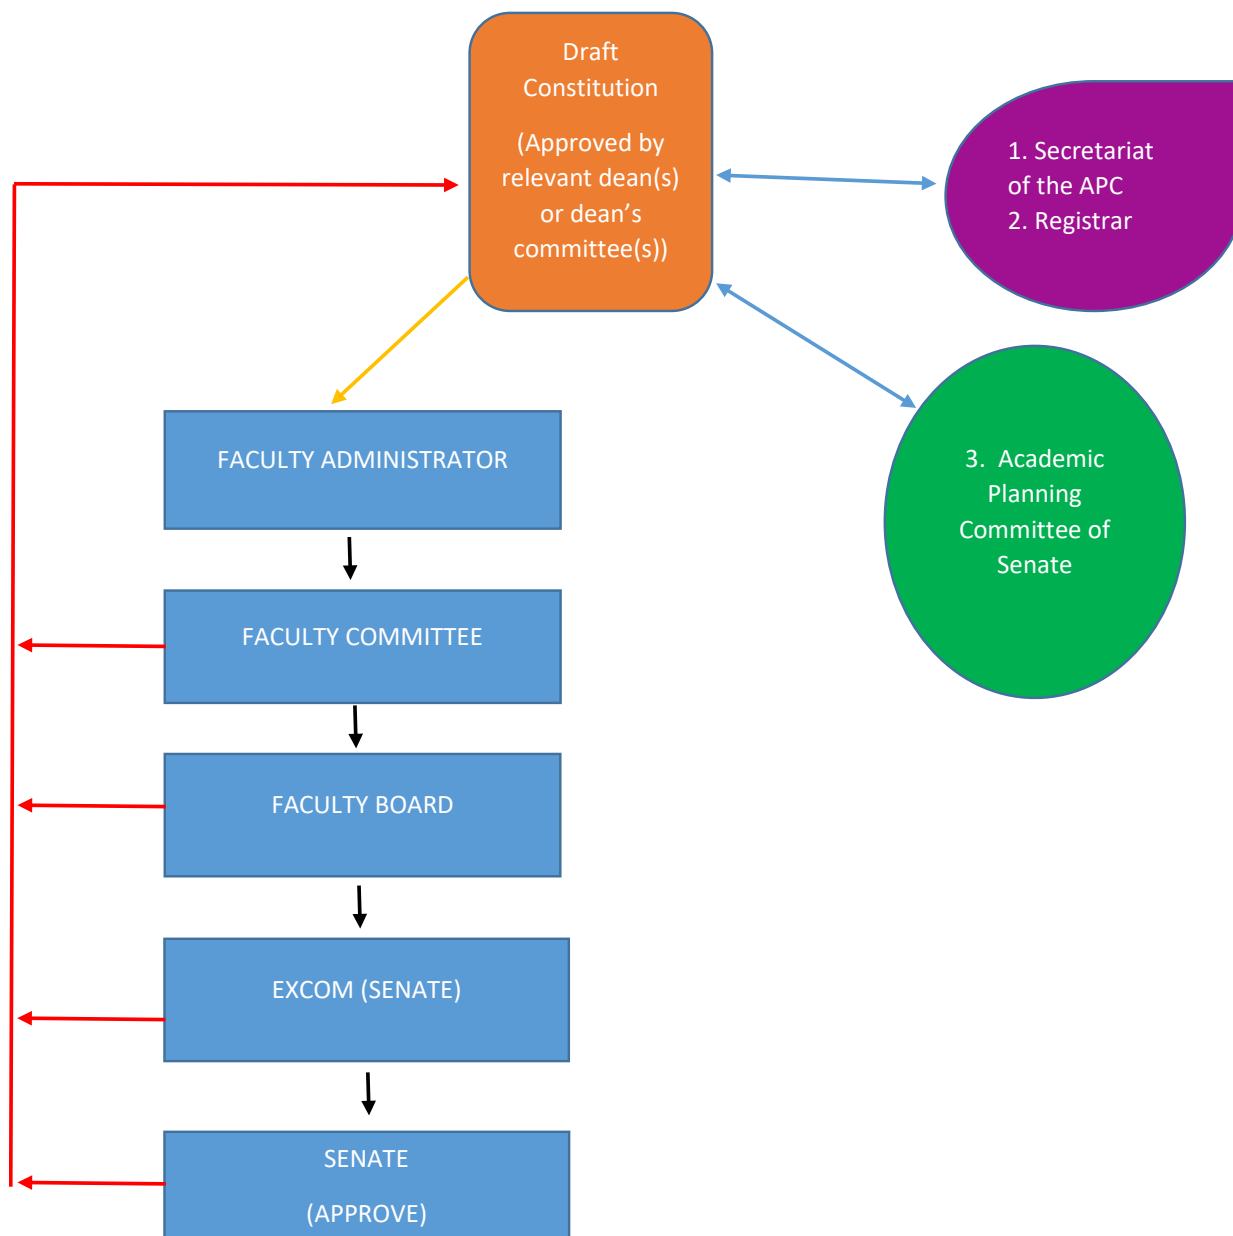 Draft
Constitution
(Approved by
relevant dean(s)
or dean’s
committee(s))
1. Secretariat
of the APC
2. Registrar
3. Academic
Planning
Committee of
Senate
FACULTY ADMINISTRATOR
FACULTY COMMITTEE
FACULTY BOARD
EXCOM (SENATE)
SENATE
(APPROVE)